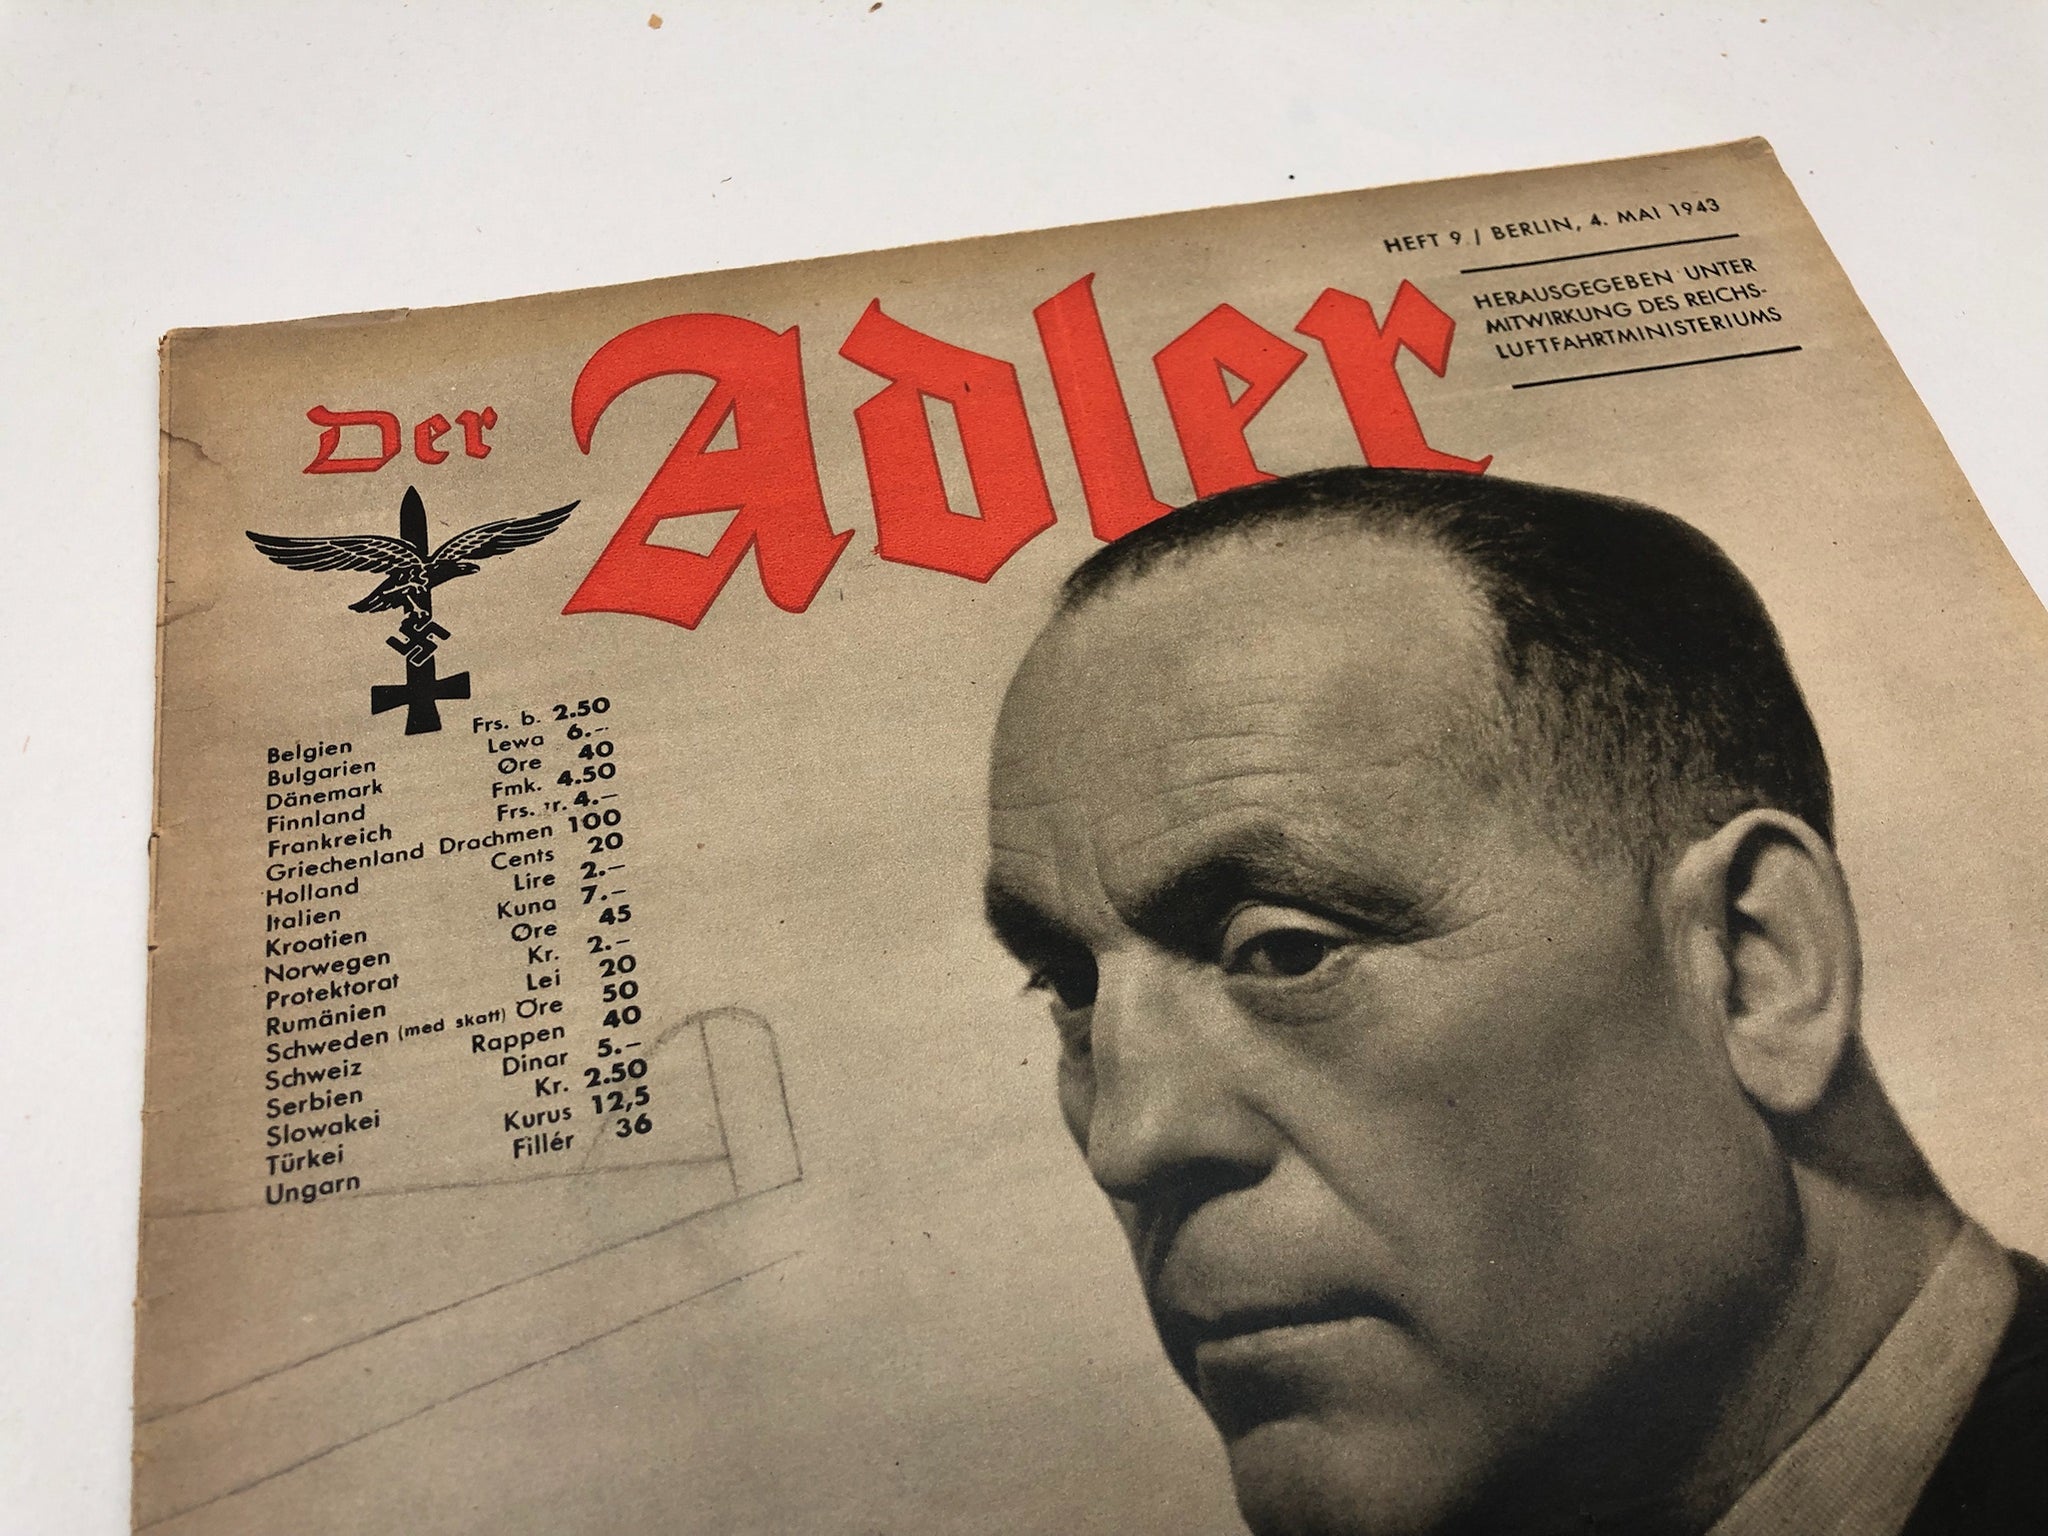 HEFT 9 / BERLIN, 4. MAI 1943
HERAUSGEGEBEN UNTER
MITWIRKUNG DES REICHS-
LUFTFAHRTMINISTERIUMS
Der Adler
Belgien Frs. b. 2.50
Bulgarien Lewa 6.–
Dänemark Øre 40
Finnland Fmk. 4.50
Frankreich Frs. fr. 4.–
Griechenland Drachmen 100
Holland Cents 20
Italien Lire 2.–
Kroatien Kuna 7.–
Norwegen Øre 45
Protektorat Kr. 2.–
Rumänien Lei 20
Schweden (med skatt) Öre 50
Schweiz Rappen 40
Serbien Dinar 5.–
Slowakei Kr. 2.50
Türkei Kurus 12,5
Ungarn Fillér 36